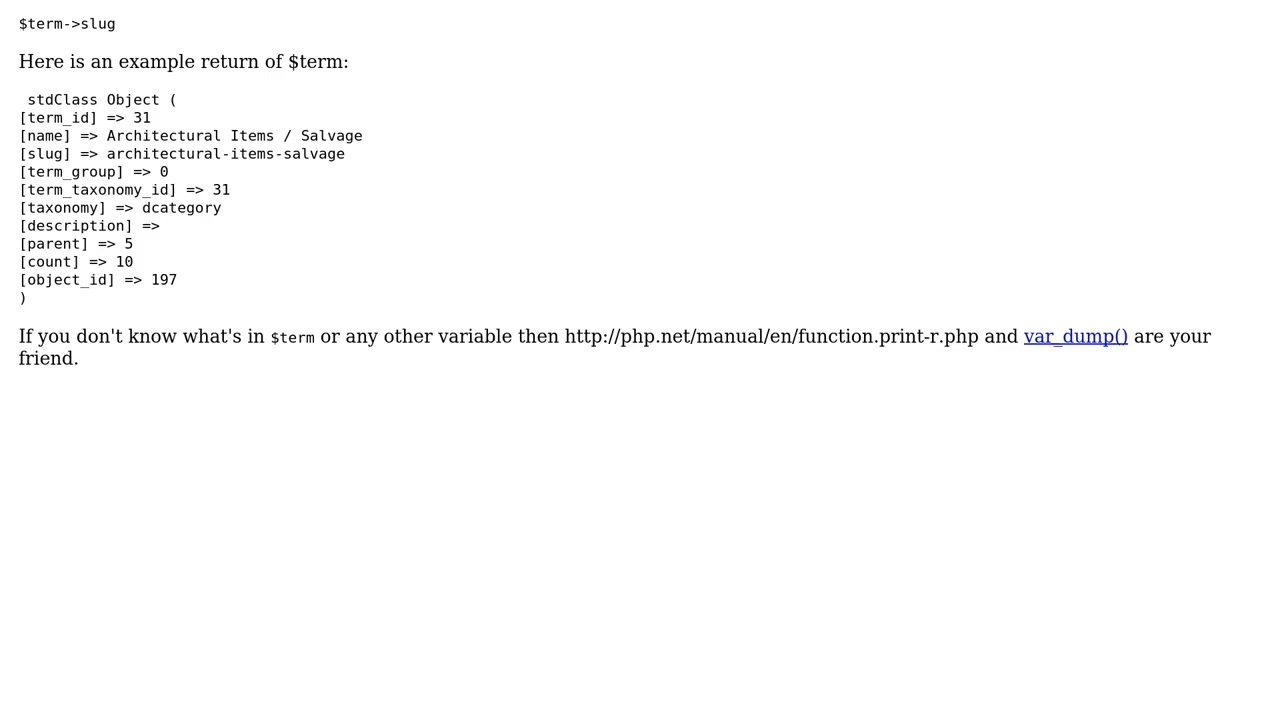 $term->slug
Here is an example return of $term:
stdClass Object (
[term_id] => 31
[name] => Architectural Items / Salvage
[slug] => architectural-items-salvage
[term_group] => 0
[term_taxonomy_id] => 31
[taxonomy] => dcategory
[description] =>
[parent] => 5
[count] => 10
[object_id] => 197
)
If you don't know what's in $term or any other variable then http://php.net/manual/en/function.print-r.php and var_dump() are your
friend.